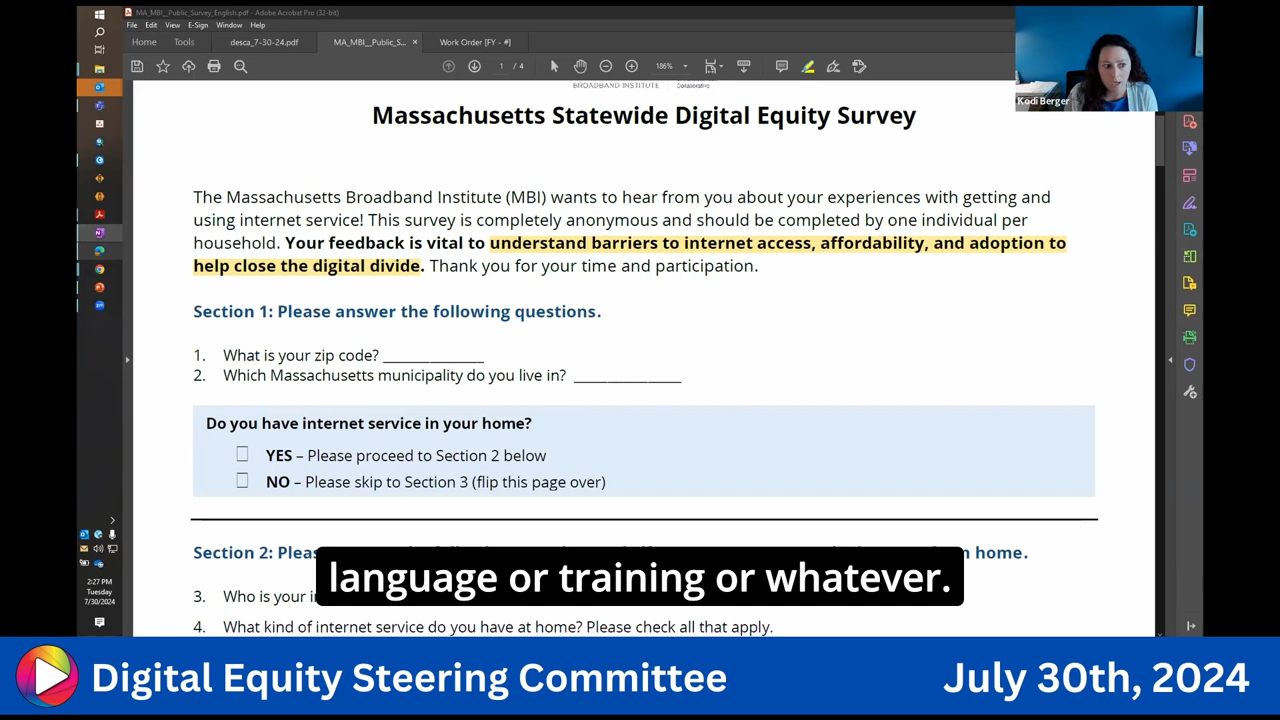 MA_MBI__Public_Survey_English.pdf - Adobe Acrobat Pro (32-bit)
File Edit View E-Sign Window Help
Home Tools desca_7-30-24.pdf MA_MBI__Public_S... × Work Order [FY - #]
1 / 4 186%
Kodi Berger
BROADBAND INSTITUTE Collaborative
Massachusetts Statewide Digital Equity Survey
The Massachusetts Broadband Institute (MBI) wants to hear from you about your experiences with getting and
using internet service! This survey is completely anonymous and should be completed by one individual per
household. Your feedback is vital to understand barriers to internet access, affordability, and adoption to
help close the digital divide. Thank you for your time and participation.
Section 1: Please answer the following questions.
1. What is your zip code? ______________
2. Which Massachusetts municipality do you live in? _______________
Do you have internet service in your home?
YES – Please proceed to Section 2 below
NO – Please skip to Section 3 (flip this page over)
Section 2: home.
language or training or whatever.
3. Who is your
4. What kind of internet service do you have at home? Please check all that apply.
2:27 PM
Tuesday
7/30/2024
Digital Equity Steering Committee July 30th, 2024